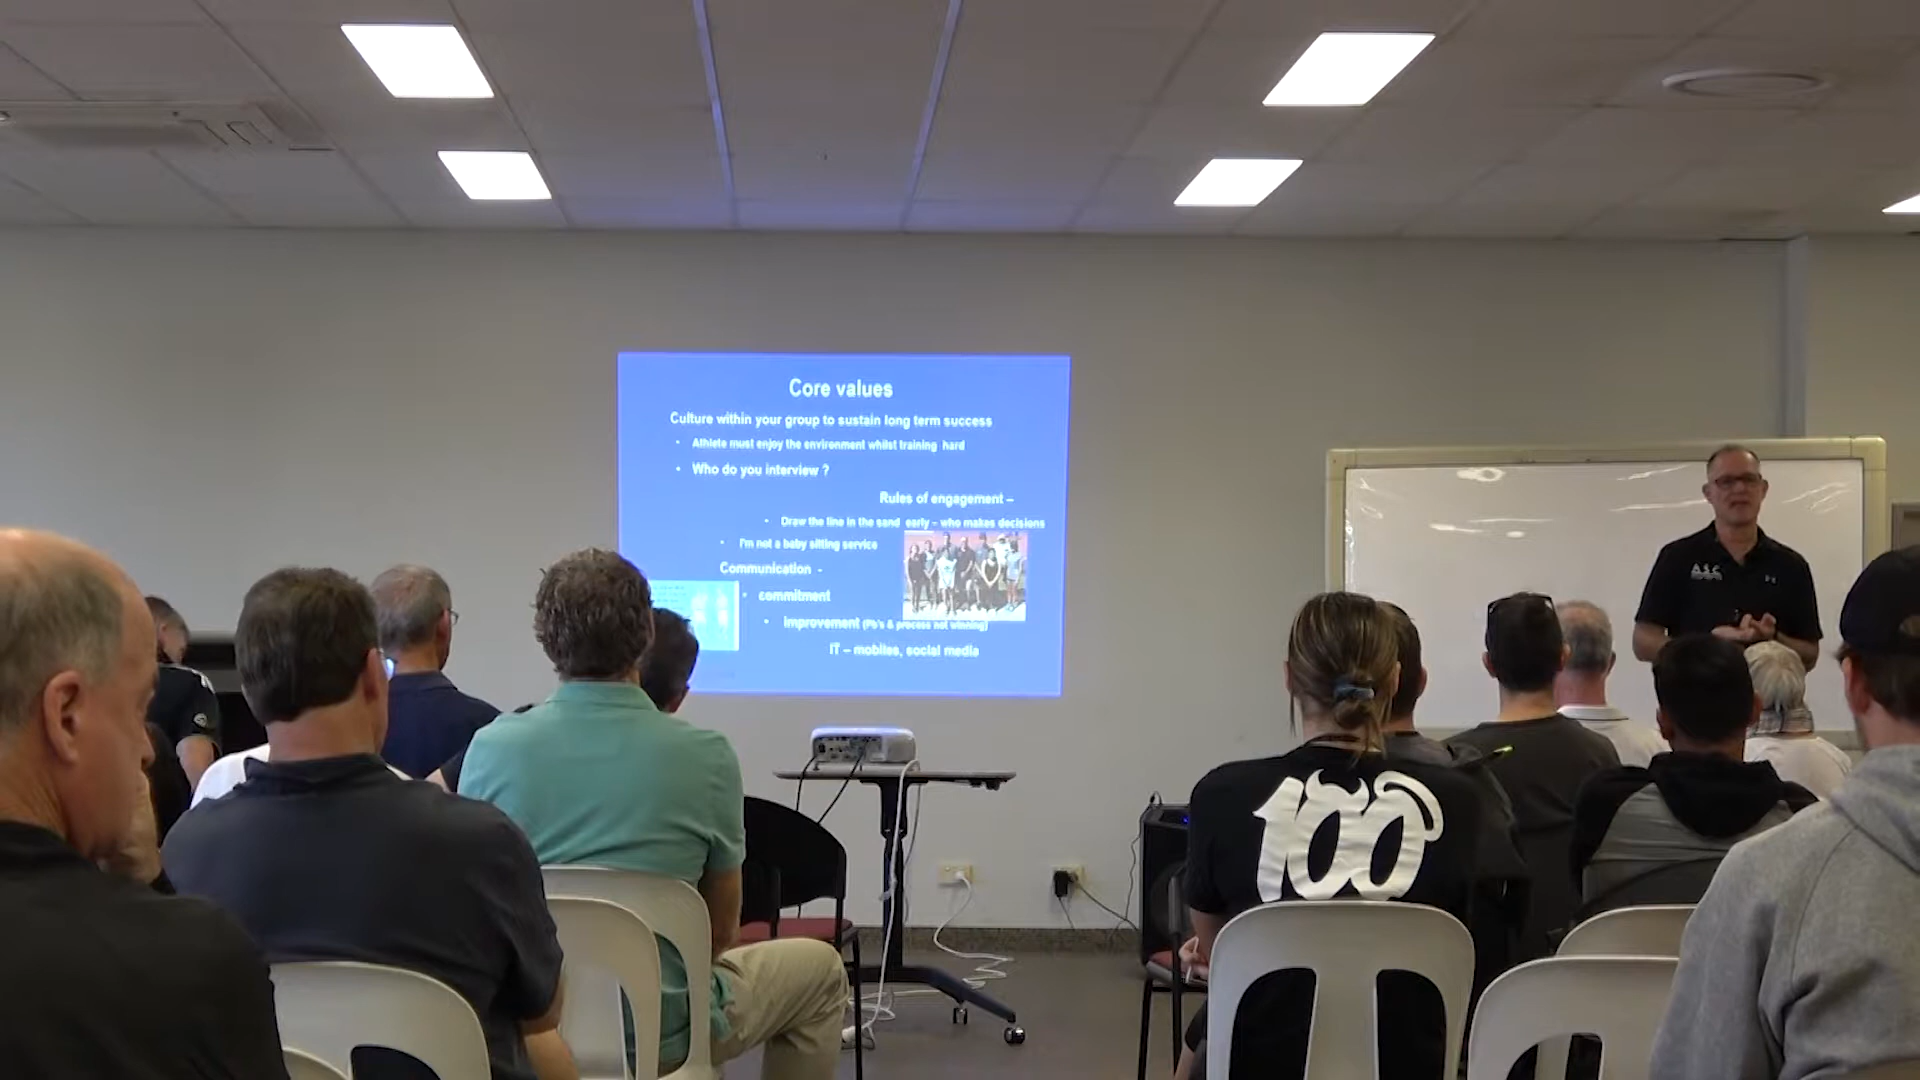 Core values
Culture within your group to sustain long term success
• Athlete must enjoy the environment whilst training hard
• Who do you interview ?
Rules of engagement –
• Draw the line in the sand early – who makes decisions
• I'm not a baby sitting service
Communication -
• commitment
• improvement (Pb's & process not winning)
IT – mobiles, social media
ASC
100